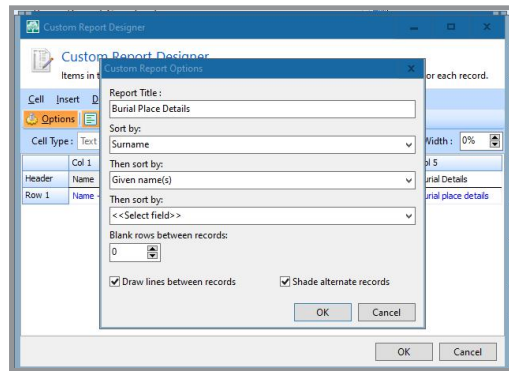 Custom Report Designer
Custom Report Designer
Items in t
or each record.
Cell Insert D
Options
Cell Type: Text
Width: 0%
Col 1
ol 5
Header Name
urial Details
Row 1 Name -
urial place details
Custom Report Options
Report Title :
Burial Place Details
Sort by:
Surname
Then sort by:
Given name(s)
Then sort by:
<<Select field>>
Blank rows between records:
0
Draw lines between records
Shade alternate records
OK Cancel
OK Cancel